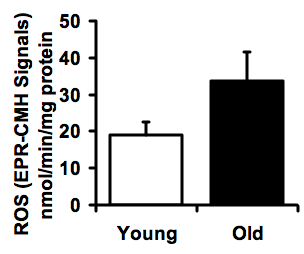 ROS (EPR-CMH Signals)
nmol/min/mg protein
50
40
30
20
10
0
Young
Old